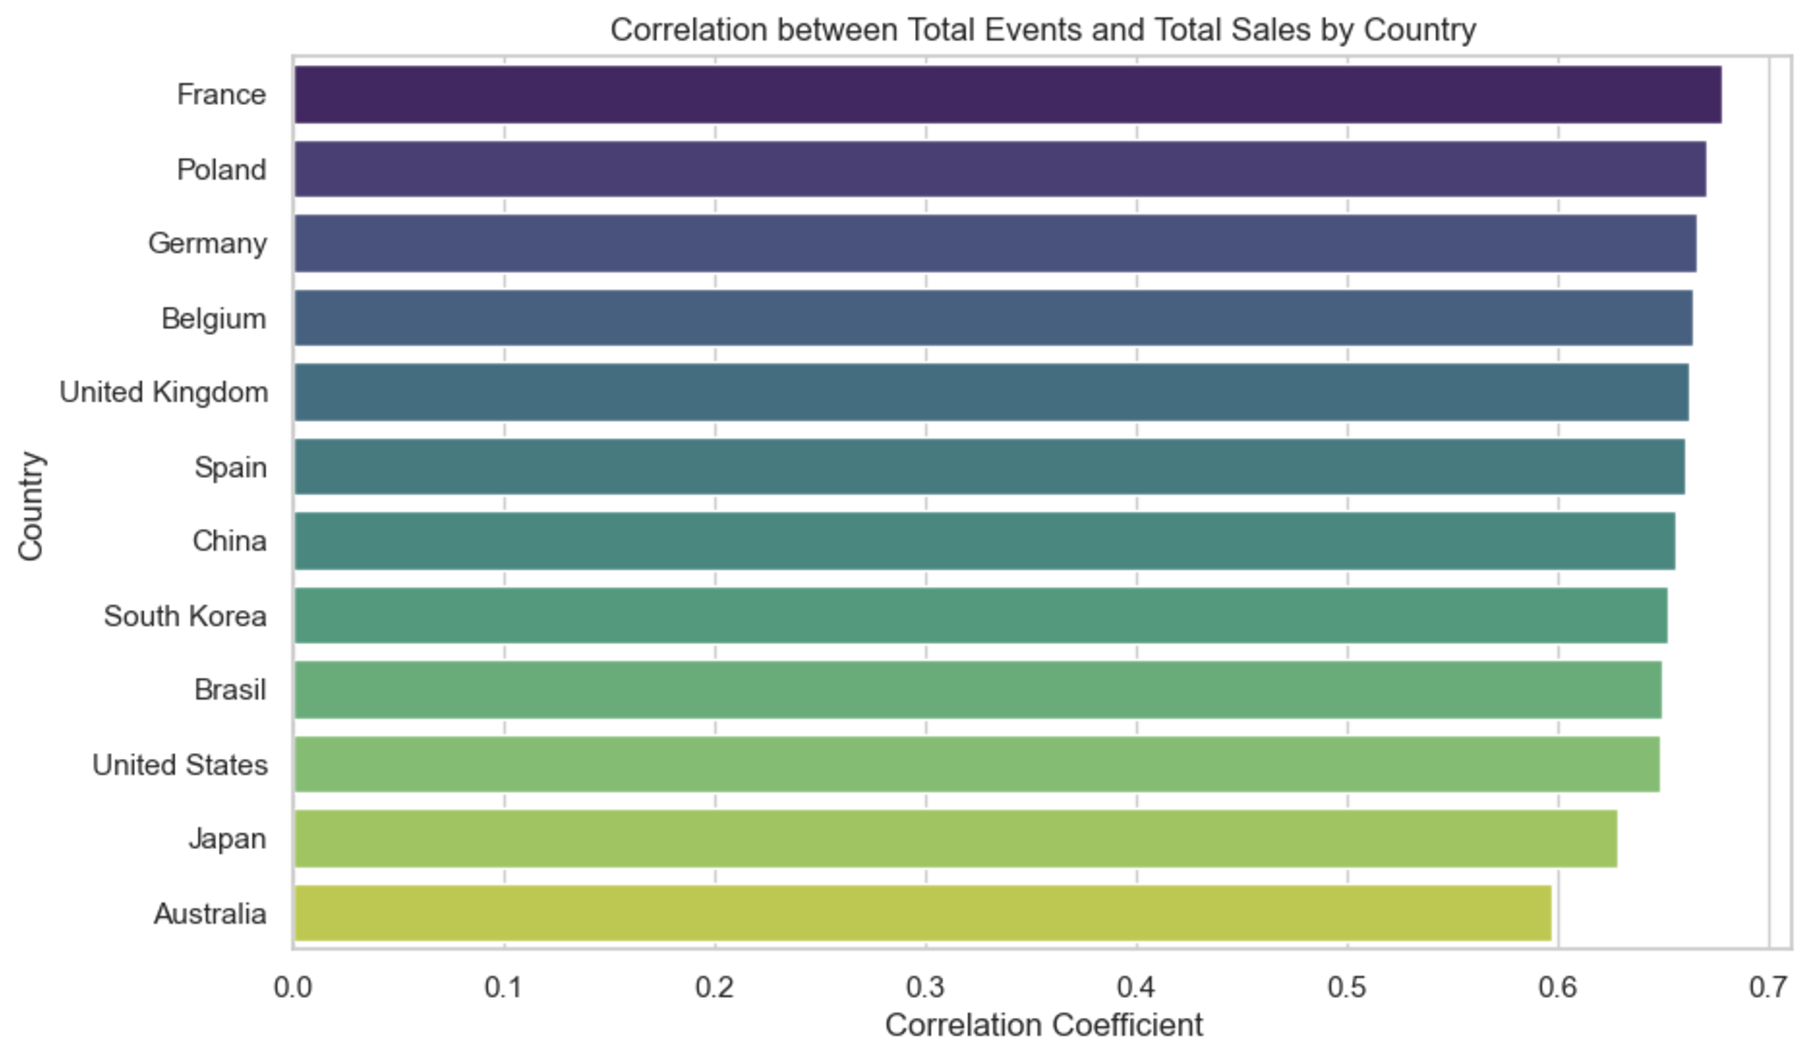 Correlation between Total Events and Total Sales by Country
Country
France
Poland
Germany
Belgium
United Kingdom
Spain
China
South Korea
Brasil
United States
Japan
Australia
0.0 0.1 0.2 0.3 0.4 0.5 0.6 0.7
Correlation Coefficient